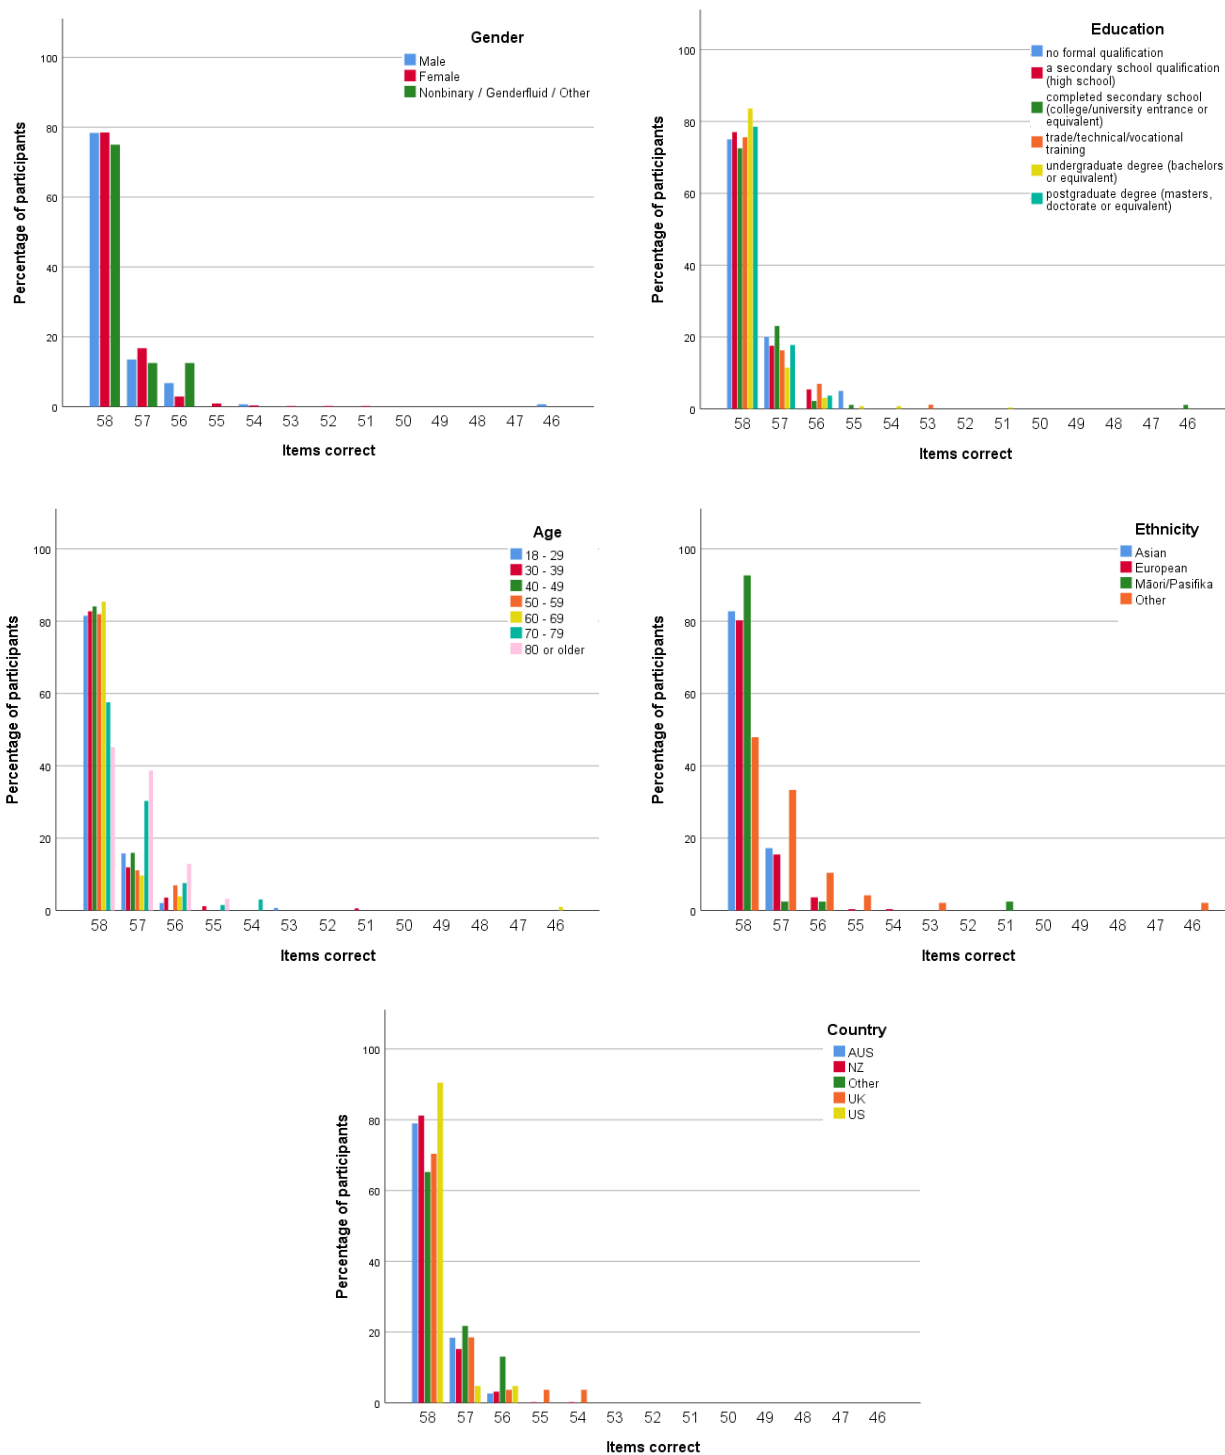 Gender
Male
Female
Nonbinary / Genderfluid / Other
Percentage of participants
100
80
60
40
20
0
58 57 56 55 54 53 52 51 50 49 48 47 46
Items correct
Education
no formal qualification
a secondary school qualification
(high school)
completed secondary school
(college/university entrance or
equivalent)
trade/technical/vocational
training
undergraduate degree (bachelors
or equivalent)
postgraduate degree (masters,
doctorate or equivalent)
Percentage of participants
100
80
60
40
20
0
58 57 56 55 54 53 52 51 50 49 48 47 46
Items correct
Age
18 - 29
30 - 39
40 - 49
50 - 59
60 - 69
70 - 79
80 or older
Percentage of participants
100
80
60
40
20
0
58 57 56 55 54 53 52 51 50 49 48 47 46
Items correct
Ethnicity
Asian
European
Māori/Pasifika
Other
Percentage of participants
100
80
60
40
20
0
58 57 56 55 54 53 52 51 50 49 48 47 46
Items correct
Country
AUS
NZ
Other
UK
US
Percentage of participants
100
80
60
40
20
0
58 57 56 55 54 53 52 51 50 49 48 47 46
Items correct